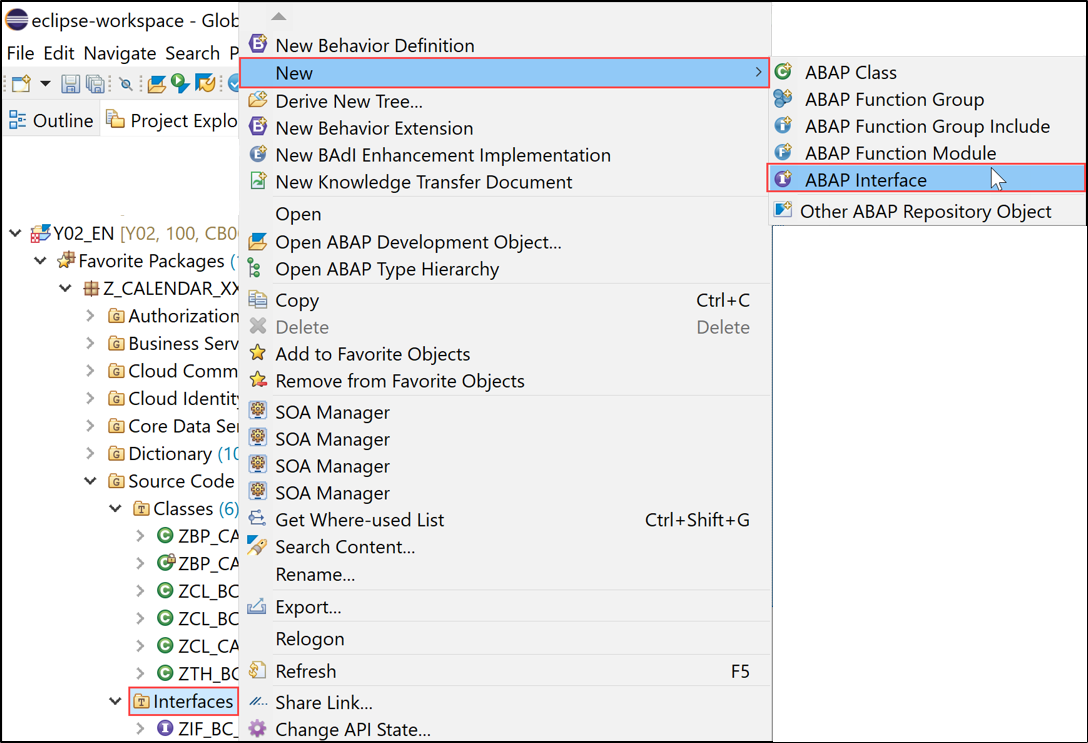 eclipse-workspace - Glob
File Edit Navigate Search P
Outline
Project Explo
Y02_EN [Y02, 100, CB00
Favorite Packages (1
Z_CALENDAR_XX
Authorization
Business Serv
Cloud Comm
Cloud Identity
Core Data Ser
Dictionary (10
Source Code
Classes (6)
ZBP_CA
ZBP_CA
ZCL_BC
ZCL_BC
ZCL_CA
ZTH_BC
Interfaces
ZIF_BC_
New Behavior Definition
New
Derive New Tree...
New Behavior Extension
New BAdI Enhancement Implementation
New Knowledge Transfer Document
Open
Open ABAP Development Object...
Open ABAP Type Hierarchy
Copy Ctrl+C
Delete Delete
Add to Favorite Objects
Remove from Favorite Objects
SOA Manager
SOA Manager
SOA Manager
SOA Manager
Get Where-used List Ctrl+Shift+G
Search Content...
Rename...
Export...
Relogon
Refresh F5
Share Link...
Change API State...
ABAP Class
ABAP Function Group
ABAP Function Group Include
ABAP Function Module
ABAP Interface
Other ABAP Repository Object